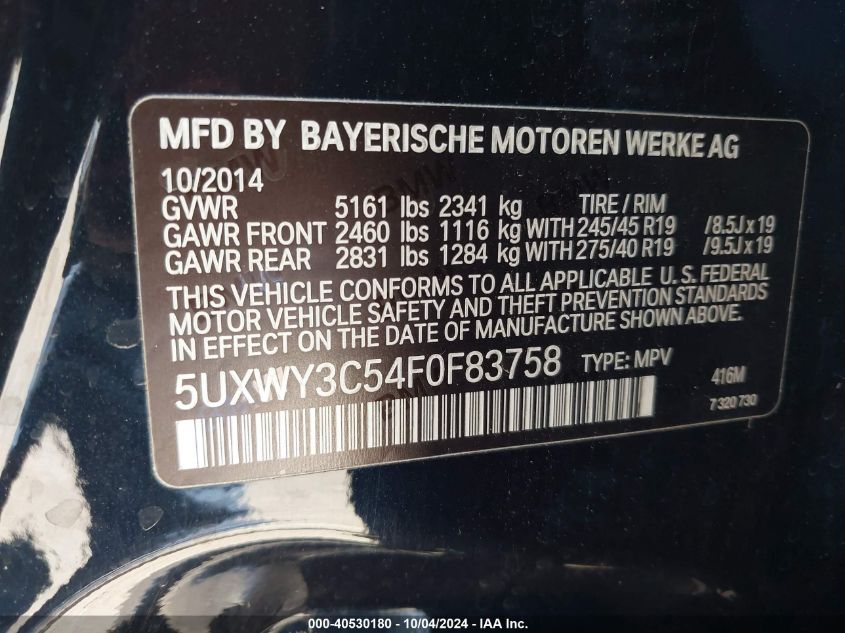 MFD BY BAYERISCHE MOTOREN WERKE AG
10/2014
GVWR 5161 lbs 2341 kg TIRE / RIM
GAWR FRONT 2460 lbs 1116 kg WITH 245/45 R19 /8.5J x 19
GAWR REAR 2831 lbs 1284 kg WITH 275/40 R19 /9.5J x 19
THIS VEHICLE CONFORMS TO ALL APPLICABLE U. S. FEDERAL
MOTOR VEHICLE SAFETY AND THEFT PREVENTION STANDARDS
IN EFFECT ON THE DATE OF MANUFACTURE SHOWN ABOVE.
5UXWY3C54F0F83758 TYPE: MPV 416M
7 320 730
000-40530180 - 10/04/2024 - IAA Inc.